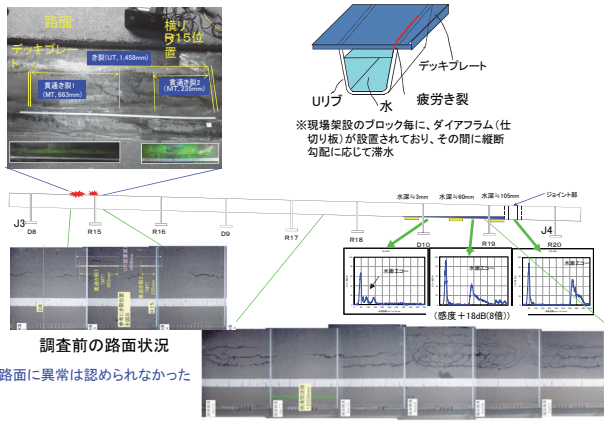 路面
デッキプレート
横リブ
R15位置
き裂(UT, 1,458mm)
貫通き裂1
(MT, 663mm)
貫通き裂2
(MT, 235mm)
デッキプレート
Uリブ
水
疲労き裂
※現場架設のブロック毎に、ダイアフラム(仕
切り板)が設置されており、その間に縦断
勾配に応じて滞水
水深≒3mm
水深≒60mm
水深≒105mm
ジョイント部
J3
D8
R15
R16
D9
R17
R18
D10
R19
J4
R20
水面エコー
水面エコー
水面エコー
(感度+18dB(8倍))
調査前の路面状況
路面に異常は認められなかった